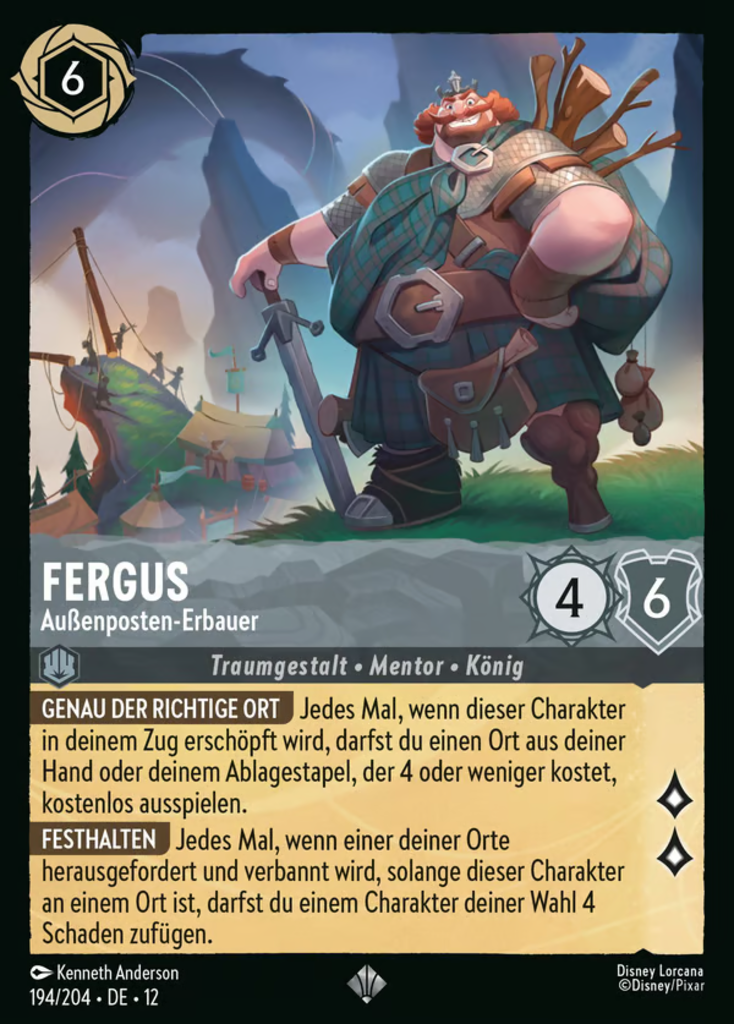 6
FERGUS
Außenposten-Erbauer
4
6
Traumgestalt • Mentor • König
GENAU DER RICHTIGE ORT Jedes Mal, wenn dieser Charakter
in deinem Zug erschöpft wird, darfst du einen Ort aus deiner
Hand oder deinem Ablagestapel, der 4 oder weniger kostet,
kostenlos ausspielen.
FESTHALTEN Jedes Mal, wenn einer deiner Orte
herausgefordert und verbannt wird, solange dieser Charakter
an einem Ort ist, darfst du einem Charakter deiner Wahl 4
Schaden zufügen.
Kenneth Anderson
194/204 • DE • 12
Disney Lorcana
©Disney/Pixar